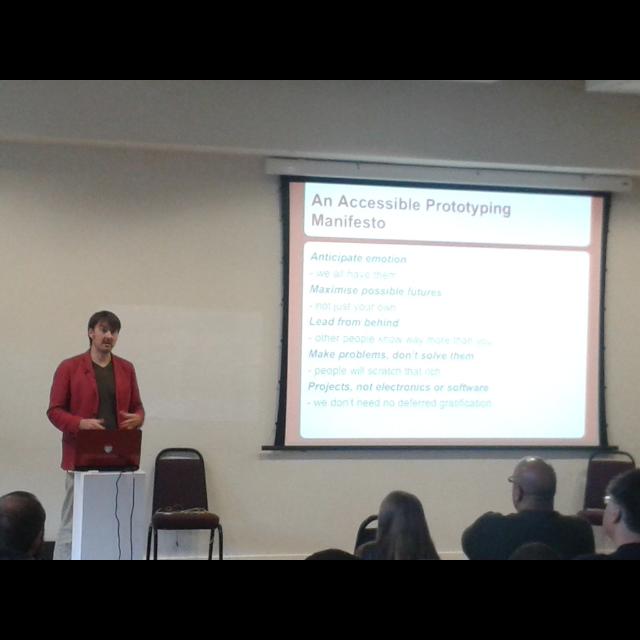 An Accessible Prototyping
Manifesto
Anticipate emotion
- we all have them
Maximise possible futures
- not just your own
Lead from behind
- other people know way more than you
Make problems, don't solve them
- people will scratch that itch
Projects, not electronics or software
- we don't need no deferred gratification